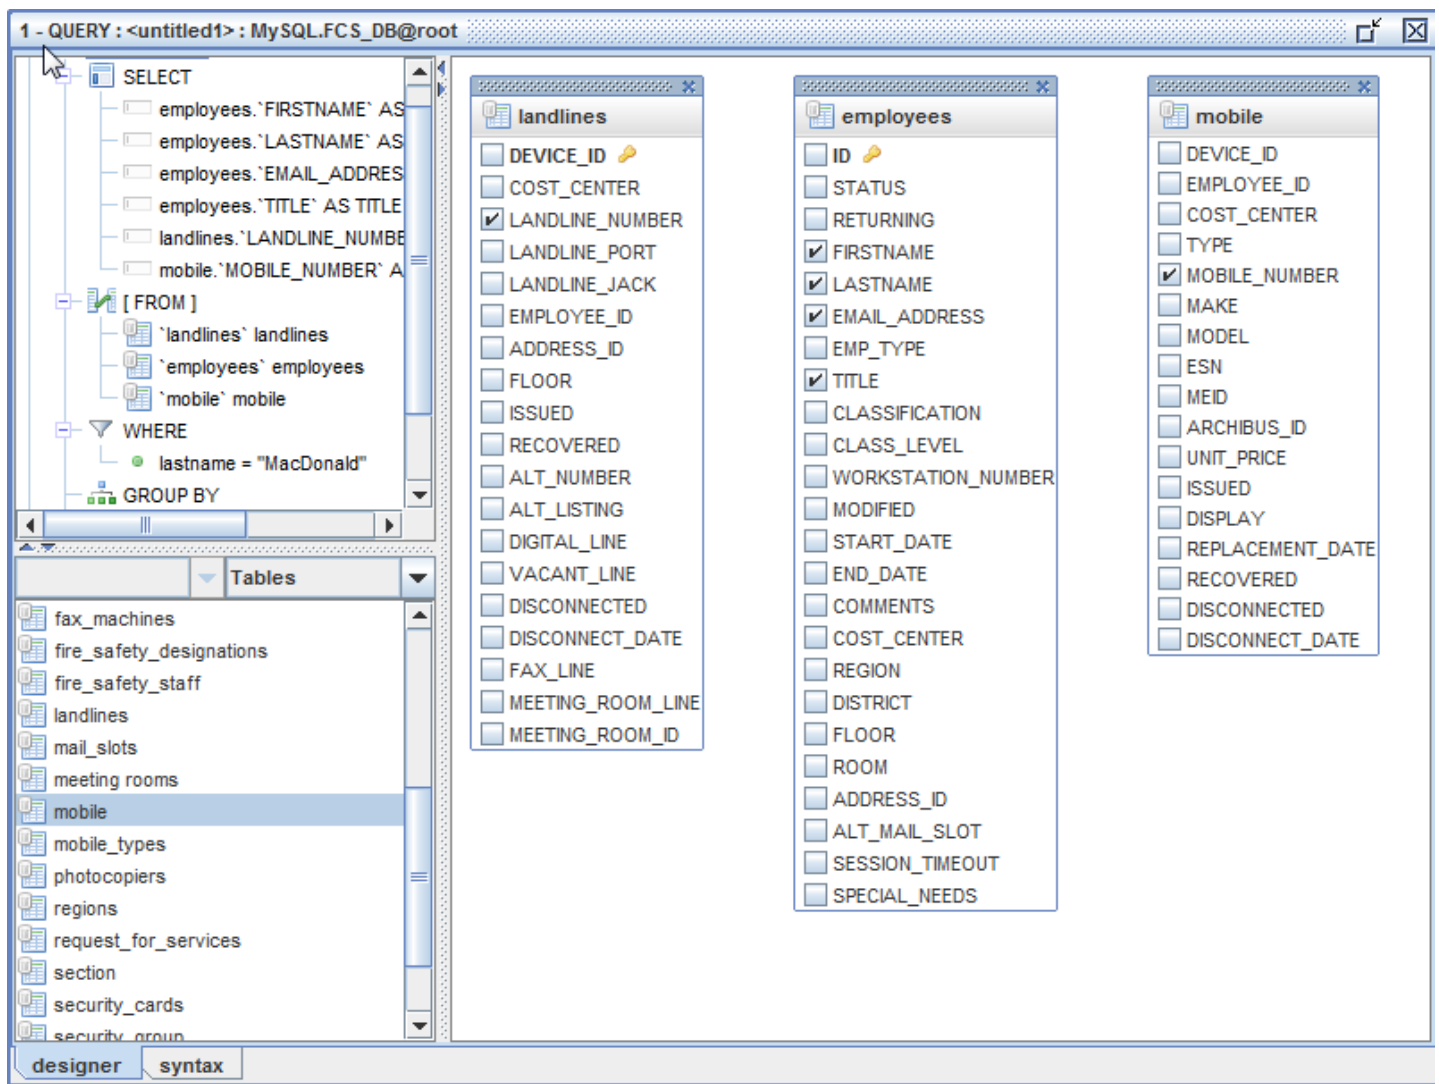 1 - QUERY : <untitled1> : MySQL.FCS_DB@root
SELECT
employees.`FIRSTNAME` AS
employees.`LASTNAME` AS
employees.`EMAIL_ADDRES
employees.`TITLE` AS TITLE
landlines.`LANDLINE_NUMBE
mobile.`MOBILE_NUMBER` A
[ FROM ]
`landlines` landlines
`employees` employees
`mobile` mobile
WHERE
lastname = "MacDonald"
GROUP BY
Tables
fax_machines
fire_safety_designations
fire_safety_staff
landlines
mail_slots
meeting rooms
mobile
mobile_types
photocopiers
regions
request_for_services
section
security_cards
security_group
designer syntax
landlines
DEVICE_ID
COST_CENTER
LANDLINE_NUMBER
LANDLINE_PORT
LANDLINE_JACK
EMPLOYEE_ID
ADDRESS_ID
FLOOR
ISSUED
RECOVERED
ALT_NUMBER
ALT_LISTING
DIGITAL_LINE
VACANT_LINE
DISCONNECTED
DISCONNECT_DATE
FAX_LINE
MEETING_ROOM_LINE
MEETING_ROOM_ID
employees
ID
STATUS
RETURNING
FIRSTNAME
LASTNAME
EMAIL_ADDRESS
EMP_TYPE
TITLE
CLASSIFICATION
CLASS_LEVEL
WORKSTATION_NUMBER
MODIFIED
START_DATE
END_DATE
COMMENTS
COST_CENTER
REGION
DISTRICT
FLOOR
ROOM
ADDRESS_ID
ALT_MAIL_SLOT
SESSION_TIMEOUT
SPECIAL_NEEDS
mobile
DEVICE_ID
EMPLOYEE_ID
COST_CENTER
TYPE
MOBILE_NUMBER
MAKE
MODEL
ESN
MEID
ARCHIBUS_ID
UNIT_PRICE
ISSUED
DISPLAY
REPLACEMENT_DATE
RECOVERED
DISCONNECTED
DISCONNECT_DATE